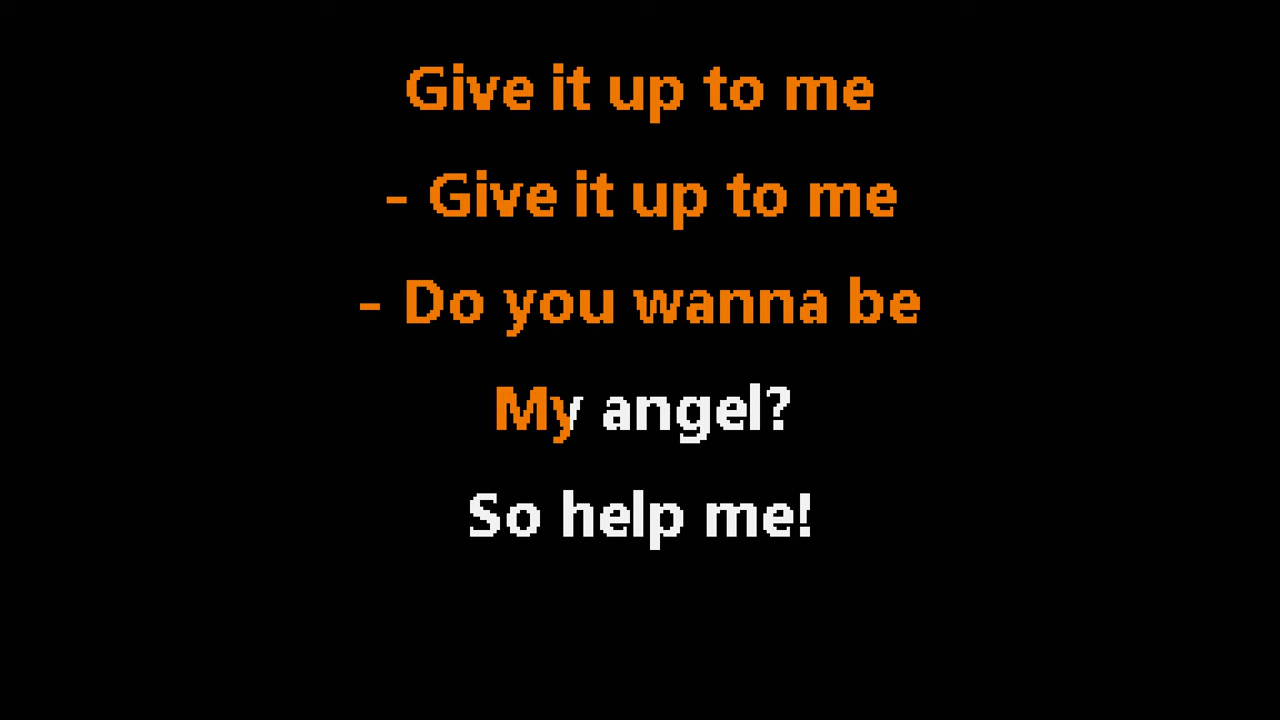 Give it up to me
- Give it up to me
- Do you wanna be
My angel?
So help me!